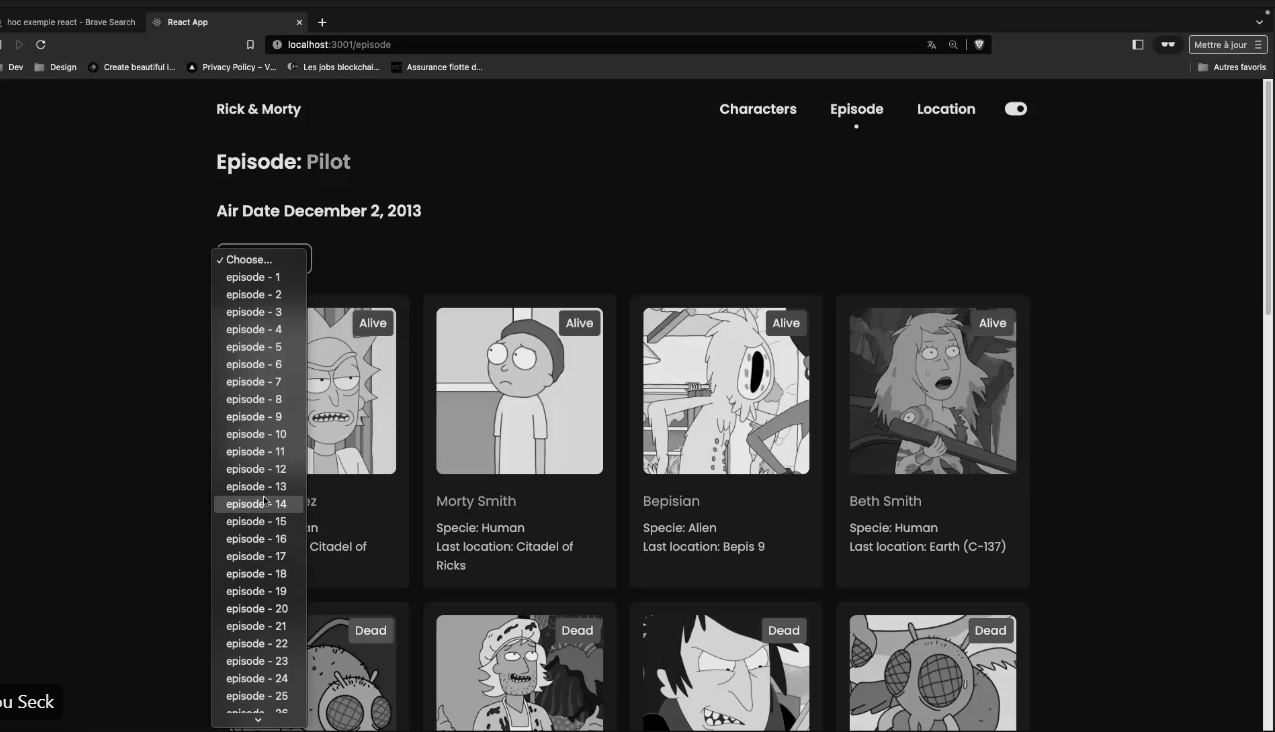 hoc exemple react - Brave Search
React App
localhost:3001/episode
Mettre à jour
Dev
Design
Create beautiful i...
Privacy Policy – V...
Les jobs blockchai...
Assurance flotte d...
Autres favoris
Rick & Morty
Characters
Episode
Location
Episode: Pilot
Air Date December 2, 2013
✓ Choose...
episode - 1
episode - 2
episode - 3
episode - 4
episode - 5
episode - 6
episode - 7
episode - 8
episode - 9
episode - 10
episode - 11
episode - 12
episode - 13
episode - 14
episode - 15
episode - 16
episode - 17
episode - 18
episode - 19
episode - 20
episode - 21
episode - 22
episode - 23
episode - 24
episode - 25
episode - 26
Alive
ez
an
Citadel of
Alive
Morty Smith
Specie: Human
Last location: Citadel of
Ricks
Alive
Bepisian
Specie: Alien
Last location: Bepis 9
Alive
Beth Smith
Specie: Human
Last location: Earth (C-137)
Dead
Dead
Dead
Dead
ou Seck